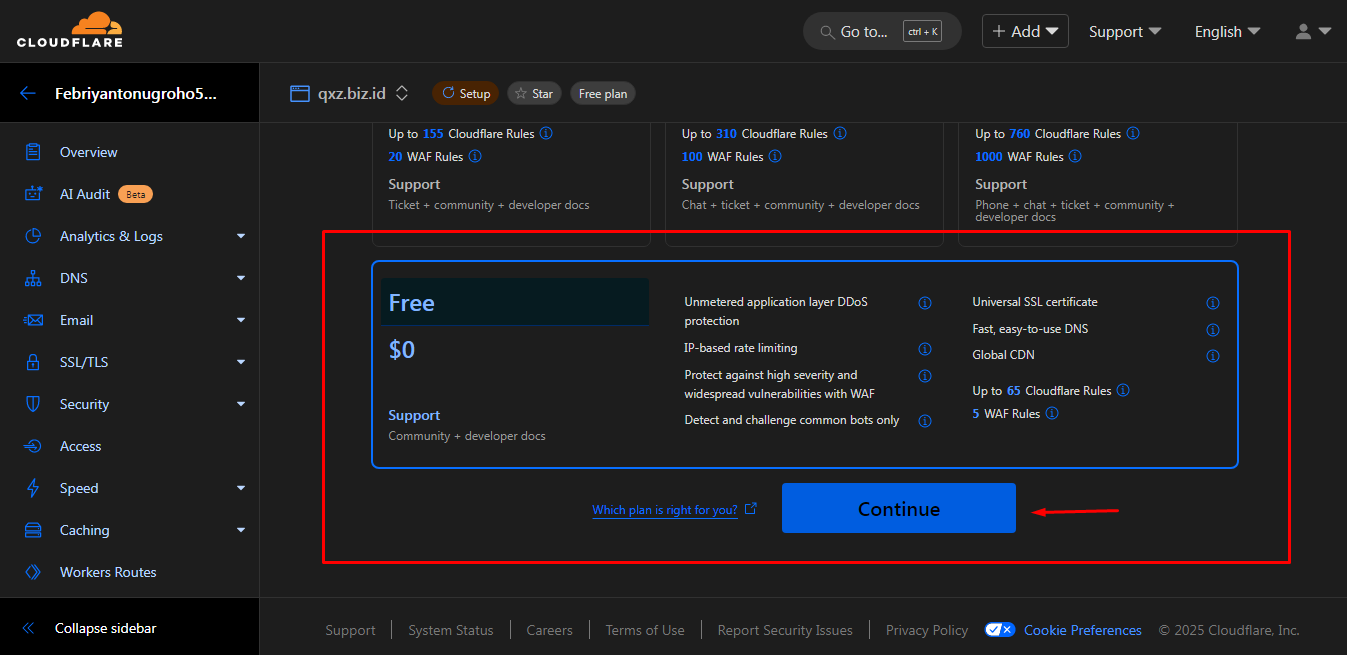 CLOUDFLARE
Go to... ctrl + K
+ Add
Support
English
Febriyantonugroho5...
qxz.biz.id
Setup
Star
Free plan
Overview
AI Audit Beta
Analytics & Logs
DNS
Email
SSL/TLS
Security
Access
Speed
Caching
Workers Routes
Collapse sidebar
Up to 155 Cloudflare Rules
20 WAF Rules
Support
Ticket + community + developer docs
Up to 310 Cloudflare Rules
100 WAF Rules
Support
Chat + ticket + community + developer docs
Up to 760 Cloudflare Rules
1000 WAF Rules
Support
Phone + chat + ticket + community +
developer docs
Free
$0
Support
Community + developer docs
Unmetered application layer DDoS
protection
IP-based rate limiting
Protect against high severity and
widespread vulnerabilities with WAF
Detect and challenge common bots only
Universal SSL certificate
Fast, easy-to-use DNS
Global CDN
Up to 65 Cloudflare Rules
5 WAF Rules
Which plan is right for you?
Continue
Support
System Status
Careers
Terms of Use
Report Security Issues
Privacy Policy
Cookie Preferences
© 2025 Cloudflare, Inc.